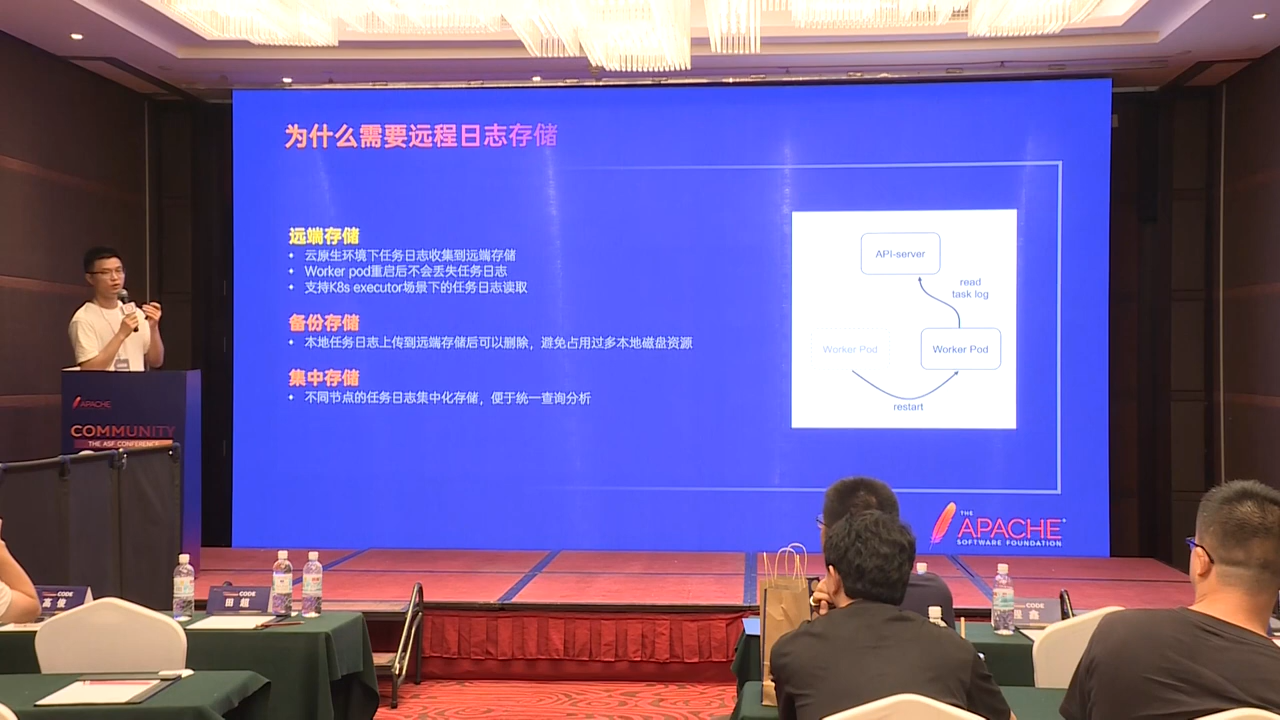 为什么需要远程日志存储
远端存储
• 云原生环境下任务日志收集到远端存储
• Worker pod重启后不会丢失任务日志
• 支持K8s executor场景下的任务日志读取
备份存储
• 本地任务日志上传到远端存储后可以删除，避免占用过多本地磁盘资源
集中存储
• 不同节点的任务日志集中化存储，便于统一查询分析
API-server
read
task log
Worker Pod
Worker Pod
restart
THE
APACHE
SOFTWARE FOUNDATION
APACHE
COMMUNITY
THE ASF CONFERENCE
CODE
高 俊
CODE
田 超
CODE
鑫